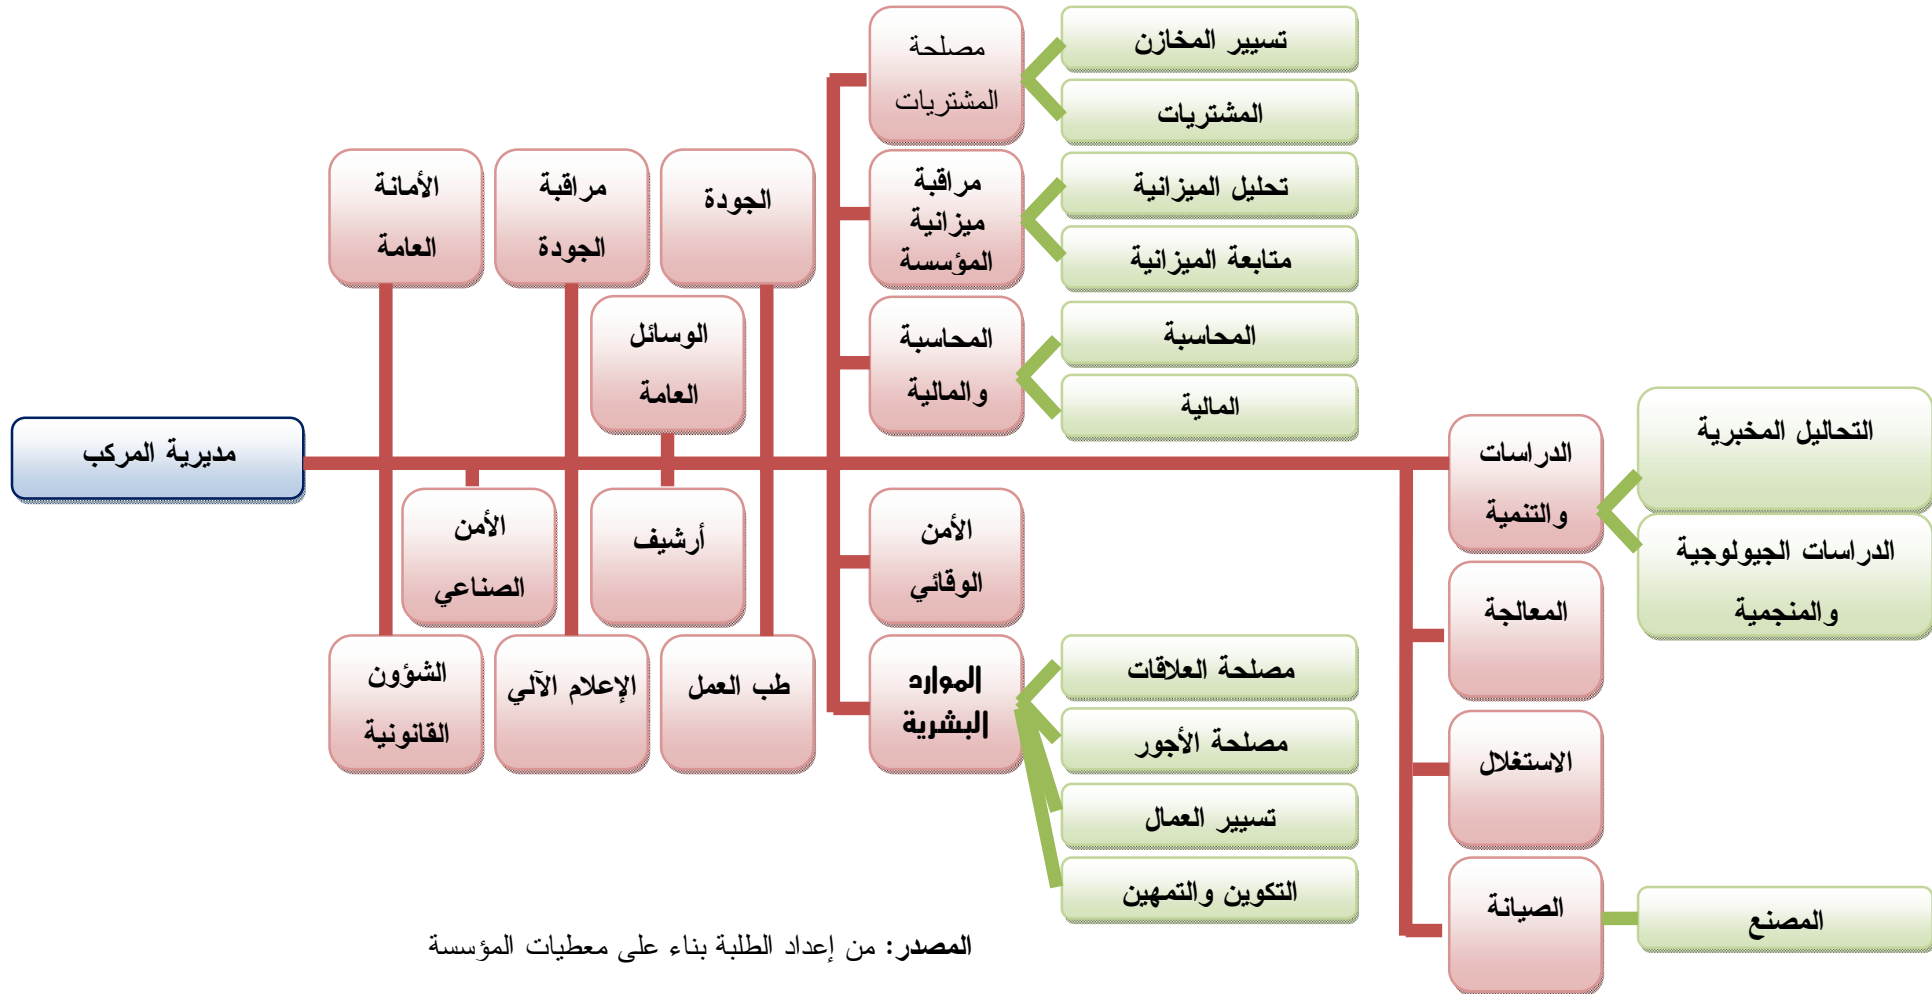 مديرية المركب
الأمانة
العامة
مراقبة
الجودة
الجودة
الوسائل
العامة
الأمن
الصناعي
أرشيف
الشؤون
القانونية
الإعلام الآلي
طب العمل
مصلحة
المشتريات
تسيير المخازن
المشتريات
مراقبة
ميزانية
المؤسسة
تحليل الميزانية
متابعة الميزانية
المحاسبة
والمالية
المحاسبة
المالية
الأمن
الوقائي
الموارد
البشرية
مصلحة العلاقات
مصلحة الأجور
تسيير العمال
التكوين والتمهين
الدراسات
والتنمية
التحاليل المخبرية
الدراسات الجيولوجية
والمنجمية
المعالجة
الاستغلال
الصيانة
المصنع
المصدر: من إعداد الطلبة بناء على معطيات المؤسسة